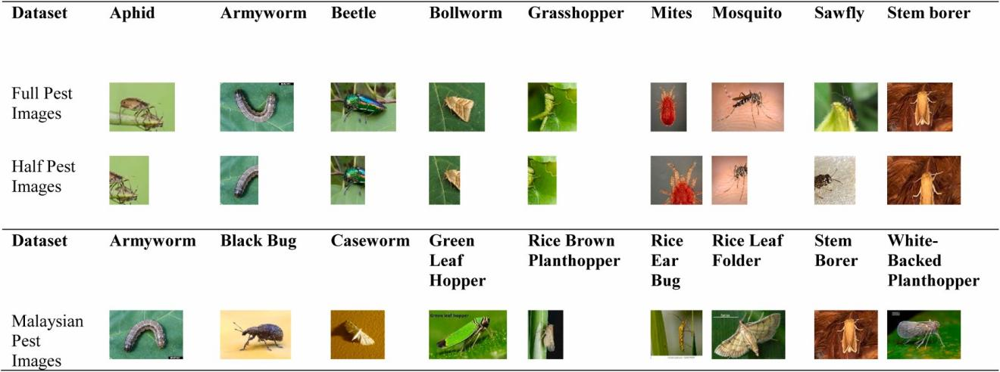 Dataset Aphid Armyworm Beetle Bollworm Grasshopper Mites Mosquito Sawfly Stem borer
Full Pest
Images
Half Pest
Images
Dataset Armyworm Black Bug Caseworm Green Rice Brown Rice Rice Leaf Stem White-
Leaf Planthopper Ear Folder Borer Backed
Hopper Bug Planthopper
Malaysian
Pest
Images
Green leaf hopper